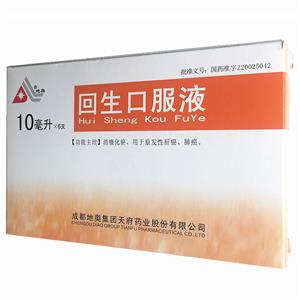 批准文号：国药准字Z20025042
回生口服液
Hui Sheng Kou FuYe
10毫升×6支
【功能主治】消癥化瘀。用于原发性肝癌、肺癌。
成都地奥集团天府药业股份有限公司
CHENGDU DIAO GROUP TIANFU PHARMACEUTICAL CO.,LTD